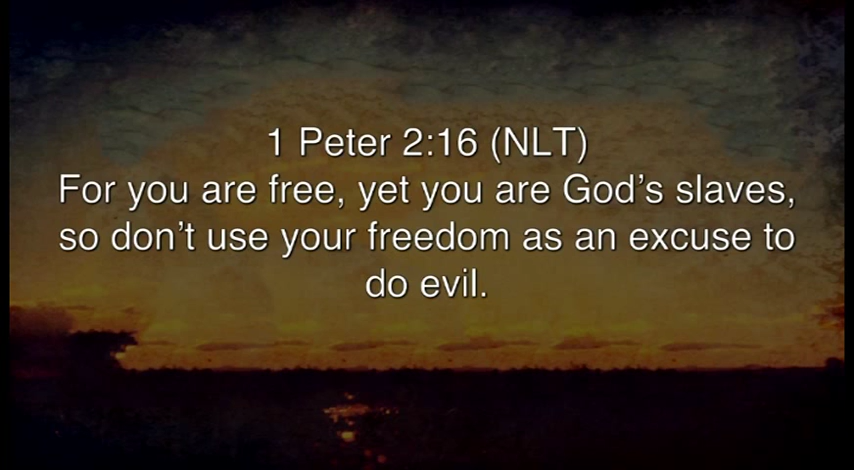 1 Peter 2:16 (NLT)
For you are free, yet you are God’s slaves,
so don’t use your freedom as an excuse to
do evil.